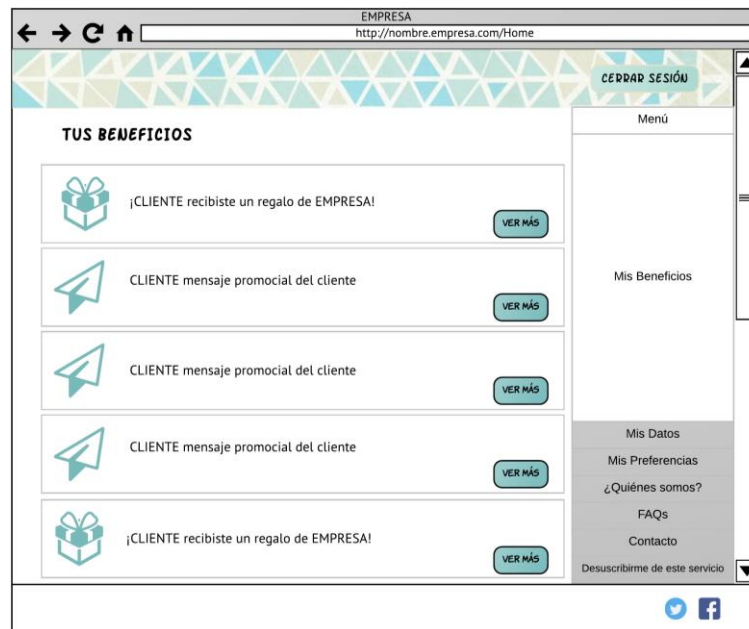 EMPRESA
http://nombre.empresa.com/Home
CERRAR SESIÓN
TUS BENEFICIOS
¡CLIENTE recibiste un regalo de EMPRESA!
VER MÁS
CLIENTE mensaje promocial del cliente
VER MÁS
CLIENTE mensaje promocial del cliente
VER MÁS
CLIENTE mensaje promocial del cliente
VER MÁS
¡CLIENTE recibiste un regalo de EMPRESA!
VER MÁS
Menú
Mis Beneficios
Mis Datos
Mis Preferencias
¿Quiénes somos?
FAQs
Contacto
Desuscribirme de este servicio